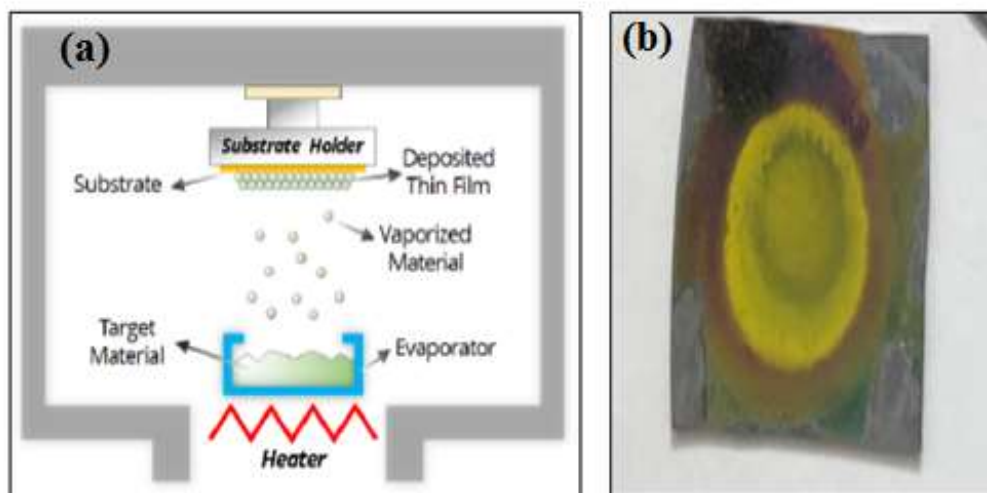 (a)
Substrate Holder
Substrate
Deposited
Thin Film
Vaporized
Material
Target
Material
Evaporator
Heater
(b)